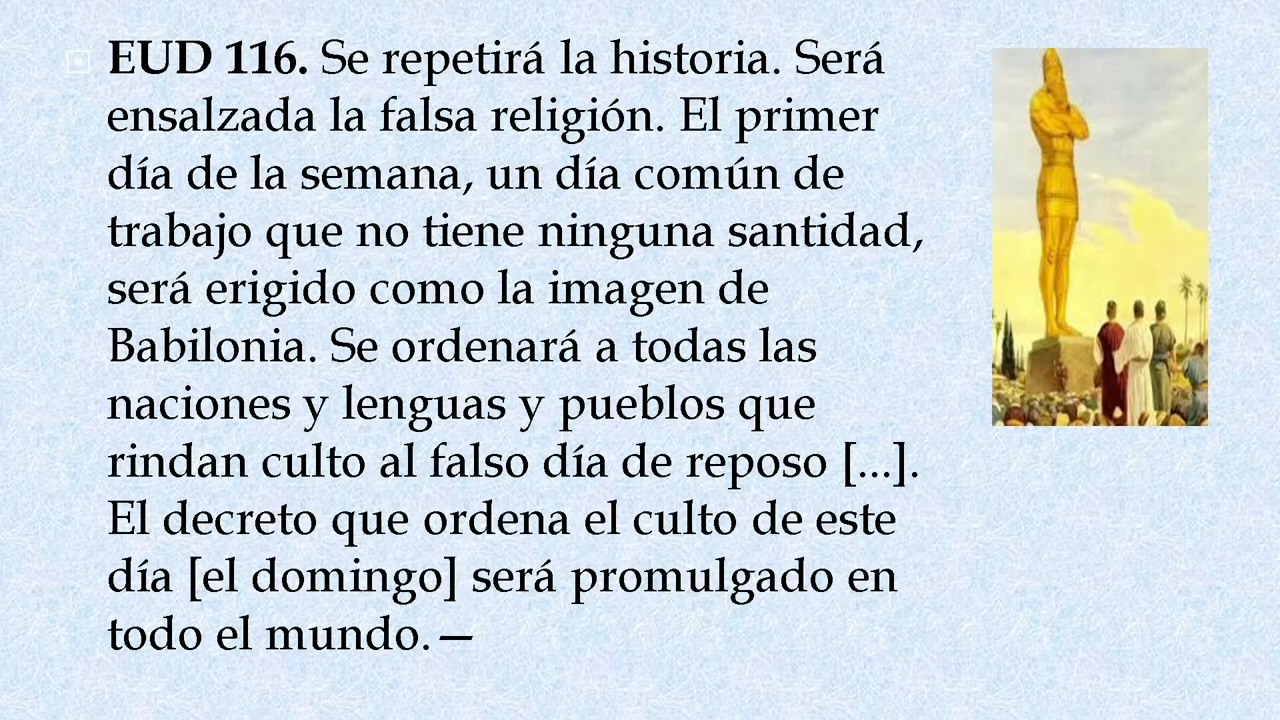 EUD 116. Se repetirá la historia. Será
ensalzada la falsa religión. El primer
día de la semana, un día común de
trabajo que no tiene ninguna santidad,
será erigido como la imagen de
Babilonia. Se ordenará a todas las
naciones y lenguas y pueblos que
rindan culto al falso día de reposo [...].
El decreto que ordena el culto de este
día [el domingo] será promulgado en
todo el mundo.—